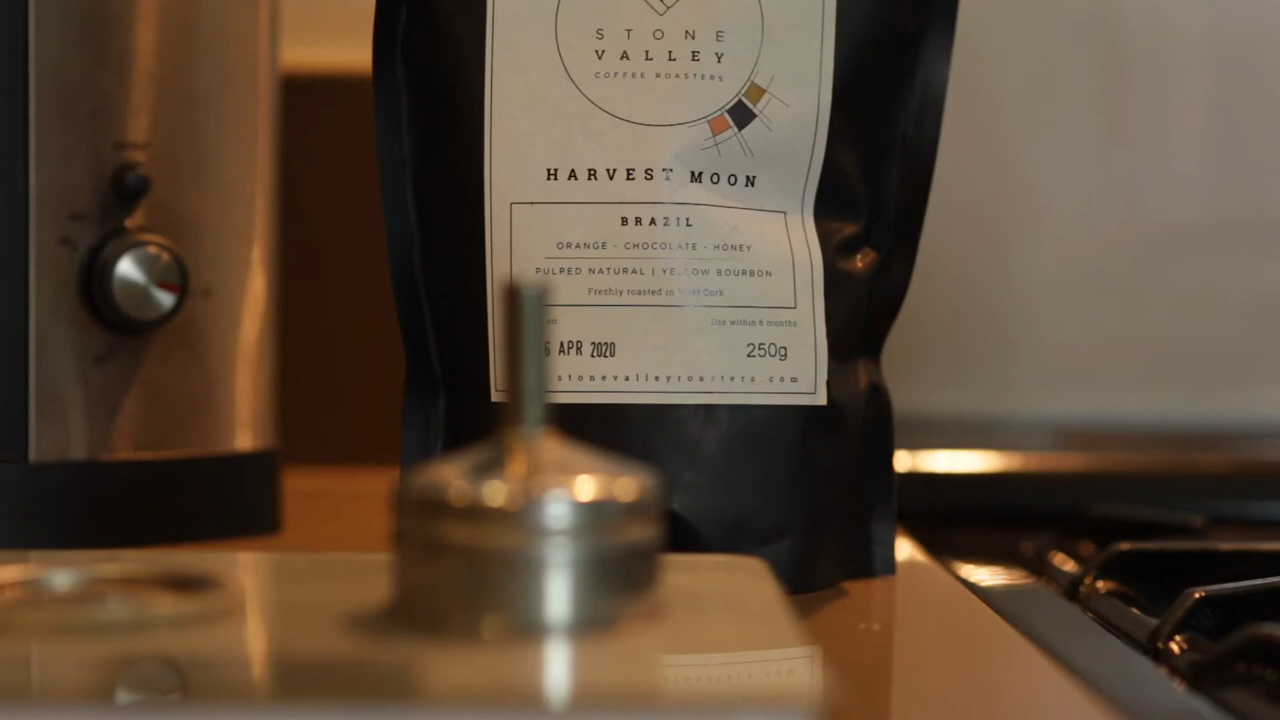 STONE
VALLEY
COFFEE ROASTERS
HARVEST MOON
BRAZIL
ORANGE - CHOCOLATE - HONEY
PULPED NATURAL | YELLOW BOURBON
Freshly roasted in West Cork
on Use within 6 months
6 APR 2020 250g
stonevalleyroasters.com